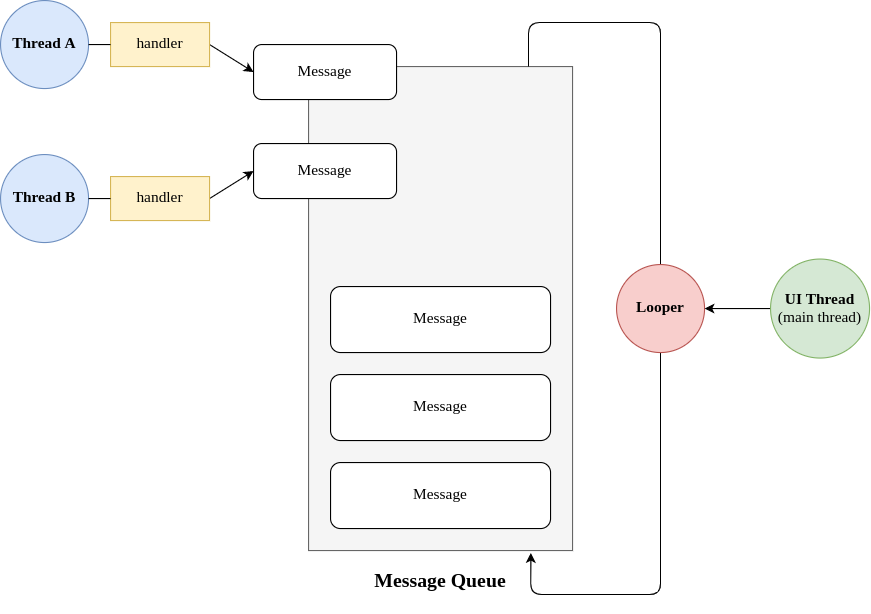 Thread A
handler
Message
Message
Thread B
handler
Message
Looper
UI Thread
(main thread)
Message
Message
Message Queue